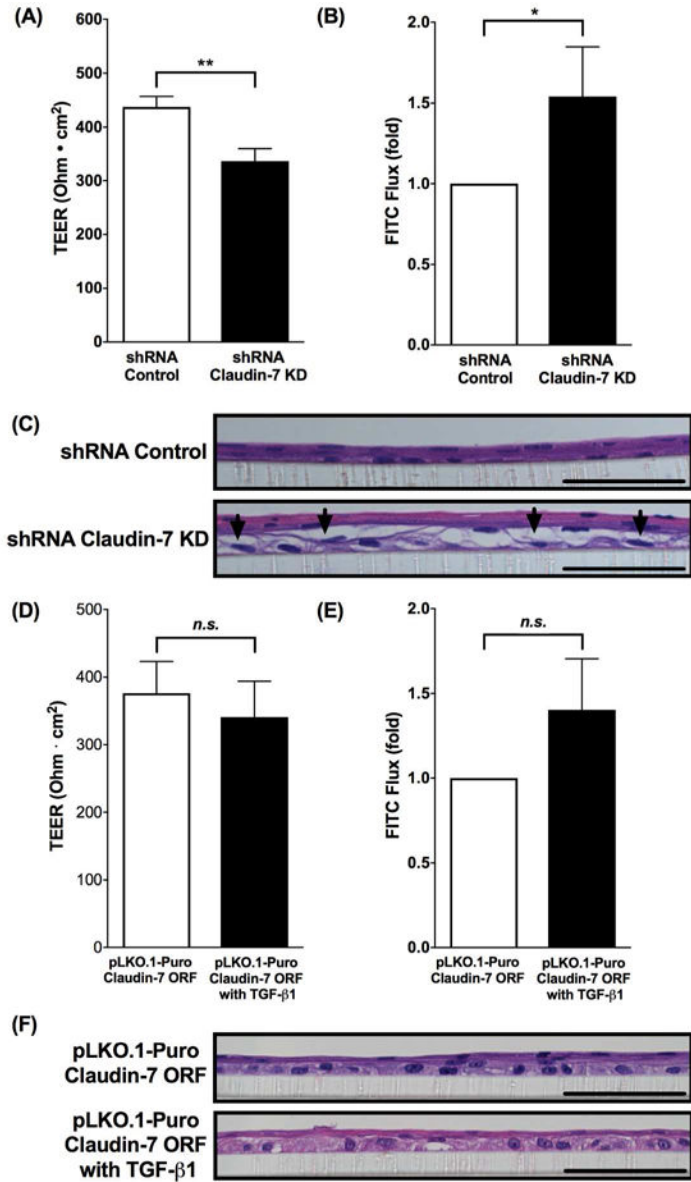 (A)
600
500
400
300
200
100
0
TEER (Ohm • cm²)
**
shRNA
Control
shRNA
Claudin-7 KD
(B)
2.0
1.5
1.0
0.5
0.0
FITC Flux (fold)
*
shRNA
Control
shRNA
Claudin-7 KD
(C)
shRNA Control
shRNA Claudin-7 KD
(D)
500
400
300
200
100
0
TEER (Ohm · cm²)
n.s.
pLKO.1-Puro
Claudin-7 ORF
pLKO.1-Puro
Claudin-7 ORF
with TGF-β1
(E)
2.0
1.5
1.0
0.5
0.0
FITC Flux (fold)
n.s.
pLKO.1-Puro
Claudin-7 ORF
pLKO.1-Puro
Claudin-7 ORF
with TGF-β1
(F)
pLKO.1-Puro
Claudin-7 ORF
pLKO.1-Puro
Claudin-7 ORF
with TGF-β1